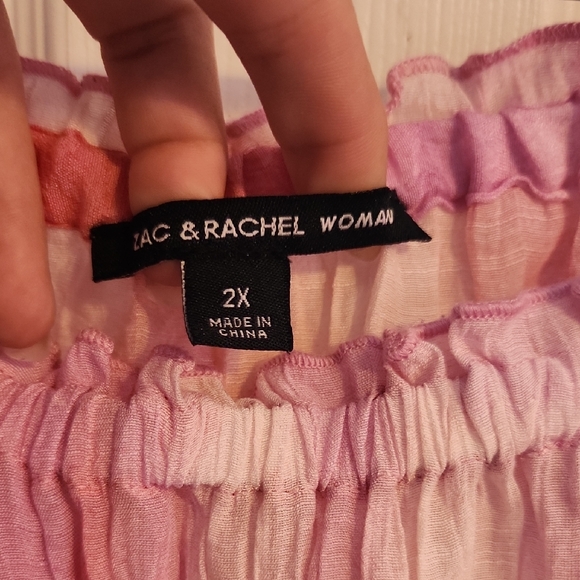 ZAC & RACHEL WOMAN
2X
MADE IN
CHINA